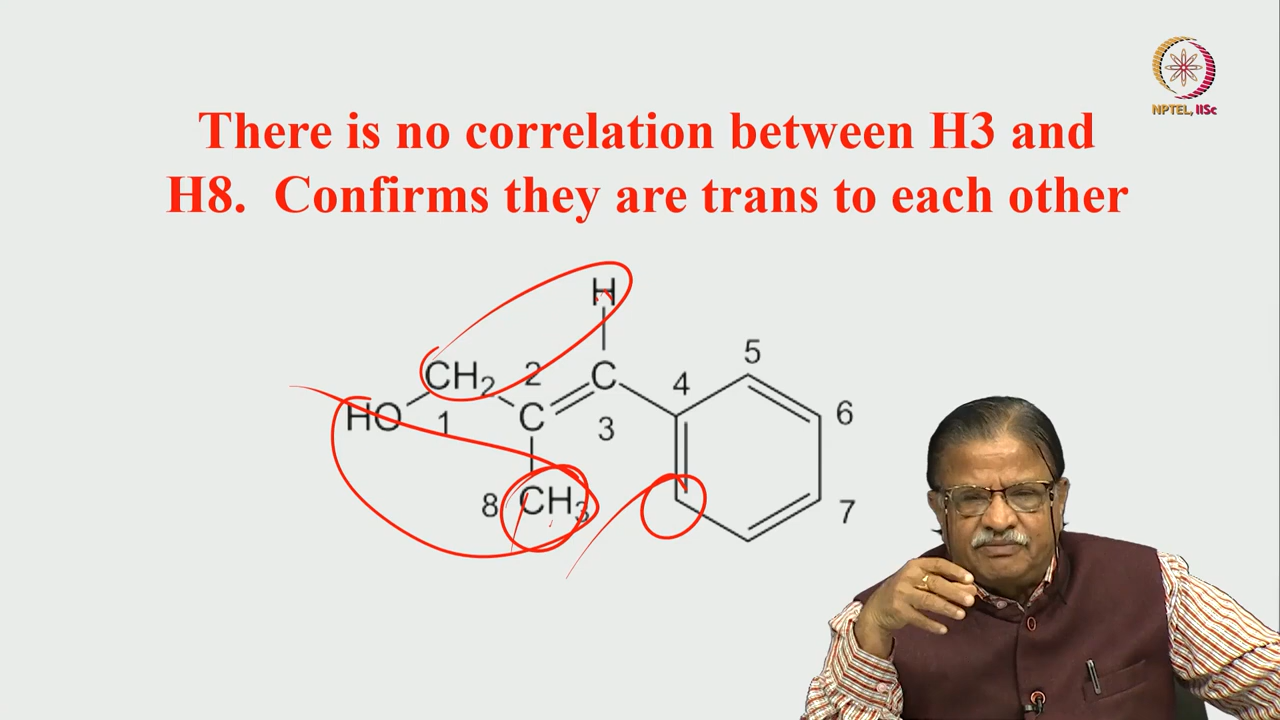 NPTEL, IISc
There is no correlation between H3 and
H8. Confirms they are trans to each other
H
5
CH2 2 C 4 6
HO 1 C 3
8 CH3 7